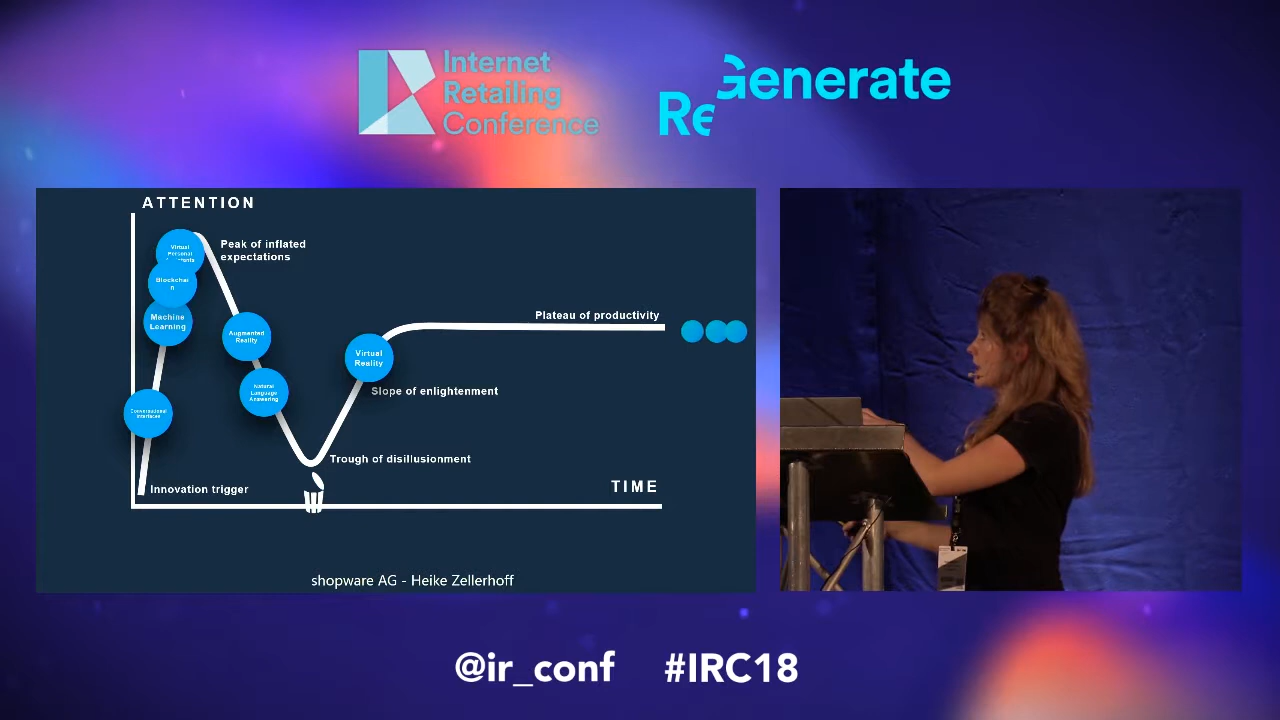 Internet
Retailing
Conference
ReGenerate
ATTENTION
Virtual
Personal
Peak of inflated
expectations
Blockchai
n
Machine
Learning
Augmented
Reality
Natural
Language
Answering
Virtual
Reality
Conversational
Interfaces
Plateau of productivity
Slope of enlightenment
Trough of disillusionment
Innovation trigger
TIME
shopware AG - Heike Zellerhoff
@ir_conf #IRC18